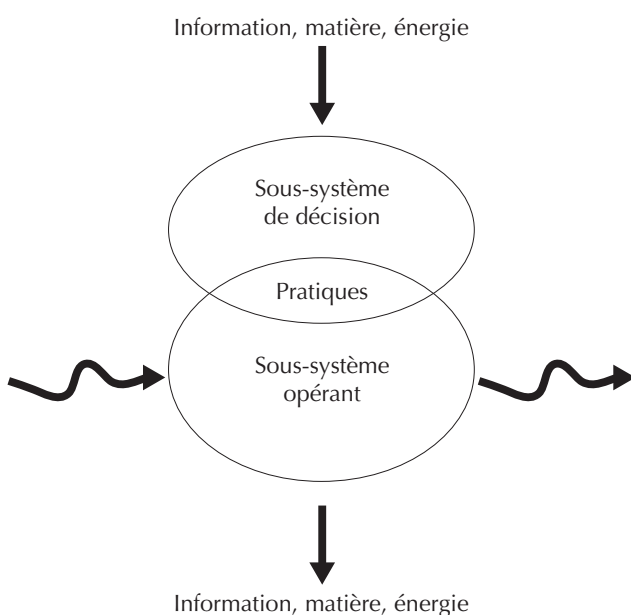 Information, matière, énergie
Sous-système
de décision
Pratiques
Sous-système
opérant
Information, matière, énergie